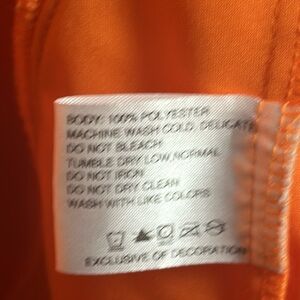 BODY: 100% POLYESTER
MACHINE WASH COLD, DELICATE
DO NOT BLEACH
TUMBLE DRY LOW, NORMAL
DO NOT IRON
DO NOT DRY CLEAN
WASH WITH LIKE COLORS
EXCLUSIVE OF DECORATION